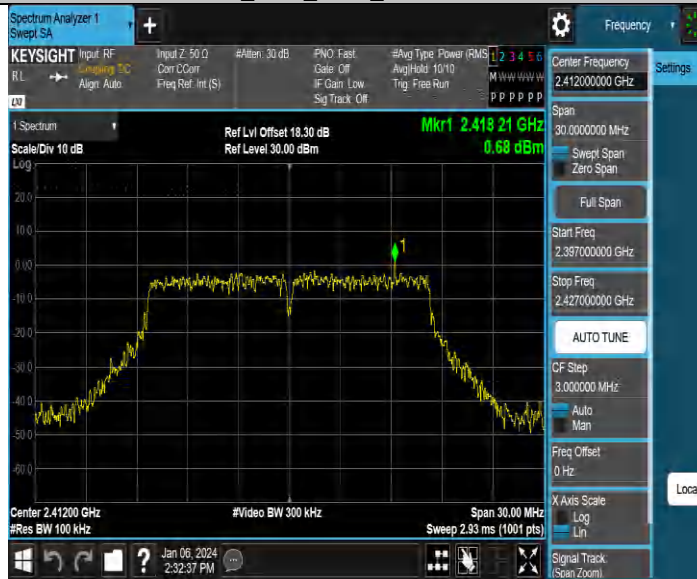 Spectrum Analyzer 1
Swept SA
+
Frequency
KEYSIGHT
Input: RF
Coupling: DC
Align: Auto
Input Z: 50 Ω
Corr CCorr
Freq Ref: Int (S)
#Atten: 30 dB
PNO: Fast
Gate: Off
IF Gain: Low
Sig Track: Off
#Avg Type: Power (RMS
Avg|Hold: 10/10
Trig: Free Run
1 2 3 4 5 6
M W W W W W
P P P P P P
RL
LXI
1 Spectrum
Scale/Div 10 dB
Ref Lvl Offset 18.30 dB
Ref Level 30.00 dBm
Mkr1 2.418 21 GHz
0.68 dBm
Log
20.0
10.0
0.00
-10.0
-20.0
-30.0
-40.0
-50.0
-60.0
1
Center 2.41200 GHz
#Res BW 100 kHz
#Video BW 300 kHz
Span 30.00 MHz
Sweep 2.93 ms (1001 pts)
Jan 06, 2024
2:32:37 PM
?
Center Frequency
2.412000000 GHz
Settings
Span
30.0000000 MHz
Swept Span
Zero Span
Full Span
Start Freq
2.397000000 GHz
Stop Freq
2.427000000 GHz
AUTO TUNE
CF Step
3.000000 MHz
Auto
Man
Freq Offset
0 Hz
X Axis Scale
Log
Lin
Signal Track
(Span Zoom)
Loca